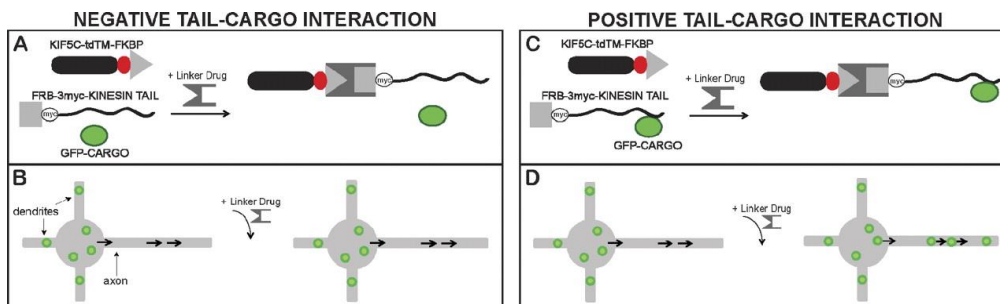 NEGATIVE TAIL-CARGO INTERACTION
A
KIF5C-tdTM-FKBP
+ Linker Drug
FRB-3myc-KINESIN TAIL
myc
myc
GFP-CARGO
B
dendrites
+ Linker Drug
axon
POSITIVE TAIL-CARGO INTERACTION
C
KIF5C-tdTM-FKBP
+ Linker Drug
FRB-3myc-KINESIN TAIL
myc
myc
GFP-CARGO
D
+ Linker Drug